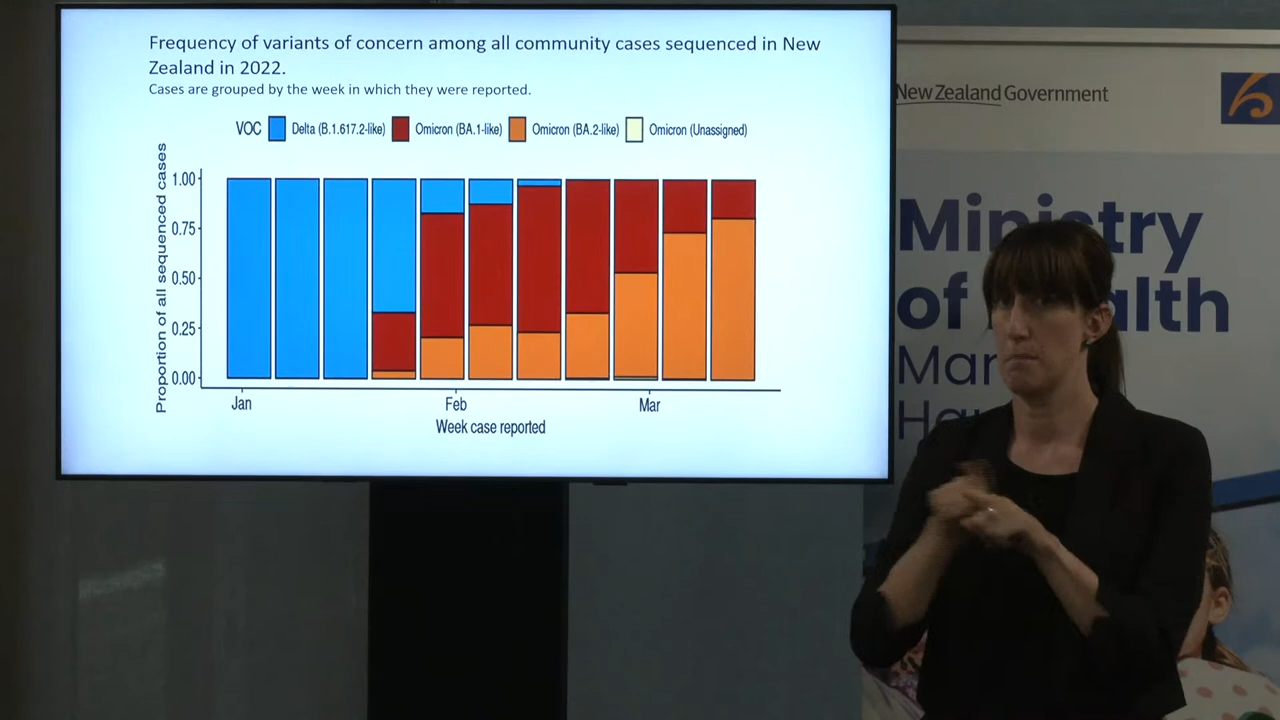 Frequency of variants of concern among all community cases sequenced in New
Zealand in 2022.
Cases are grouped by the week in which they were reported.
VOC Delta (B.1.617.2-like) Omicron (BA.1-like) Omicron (BA.2-like) Omicron (Unassigned)
Proportion of all sequenced cases
1.00
0.75
0.50
0.25
0.00
Jan Feb Mar
Week case reported
New Zealand Government
Ministry
of Health